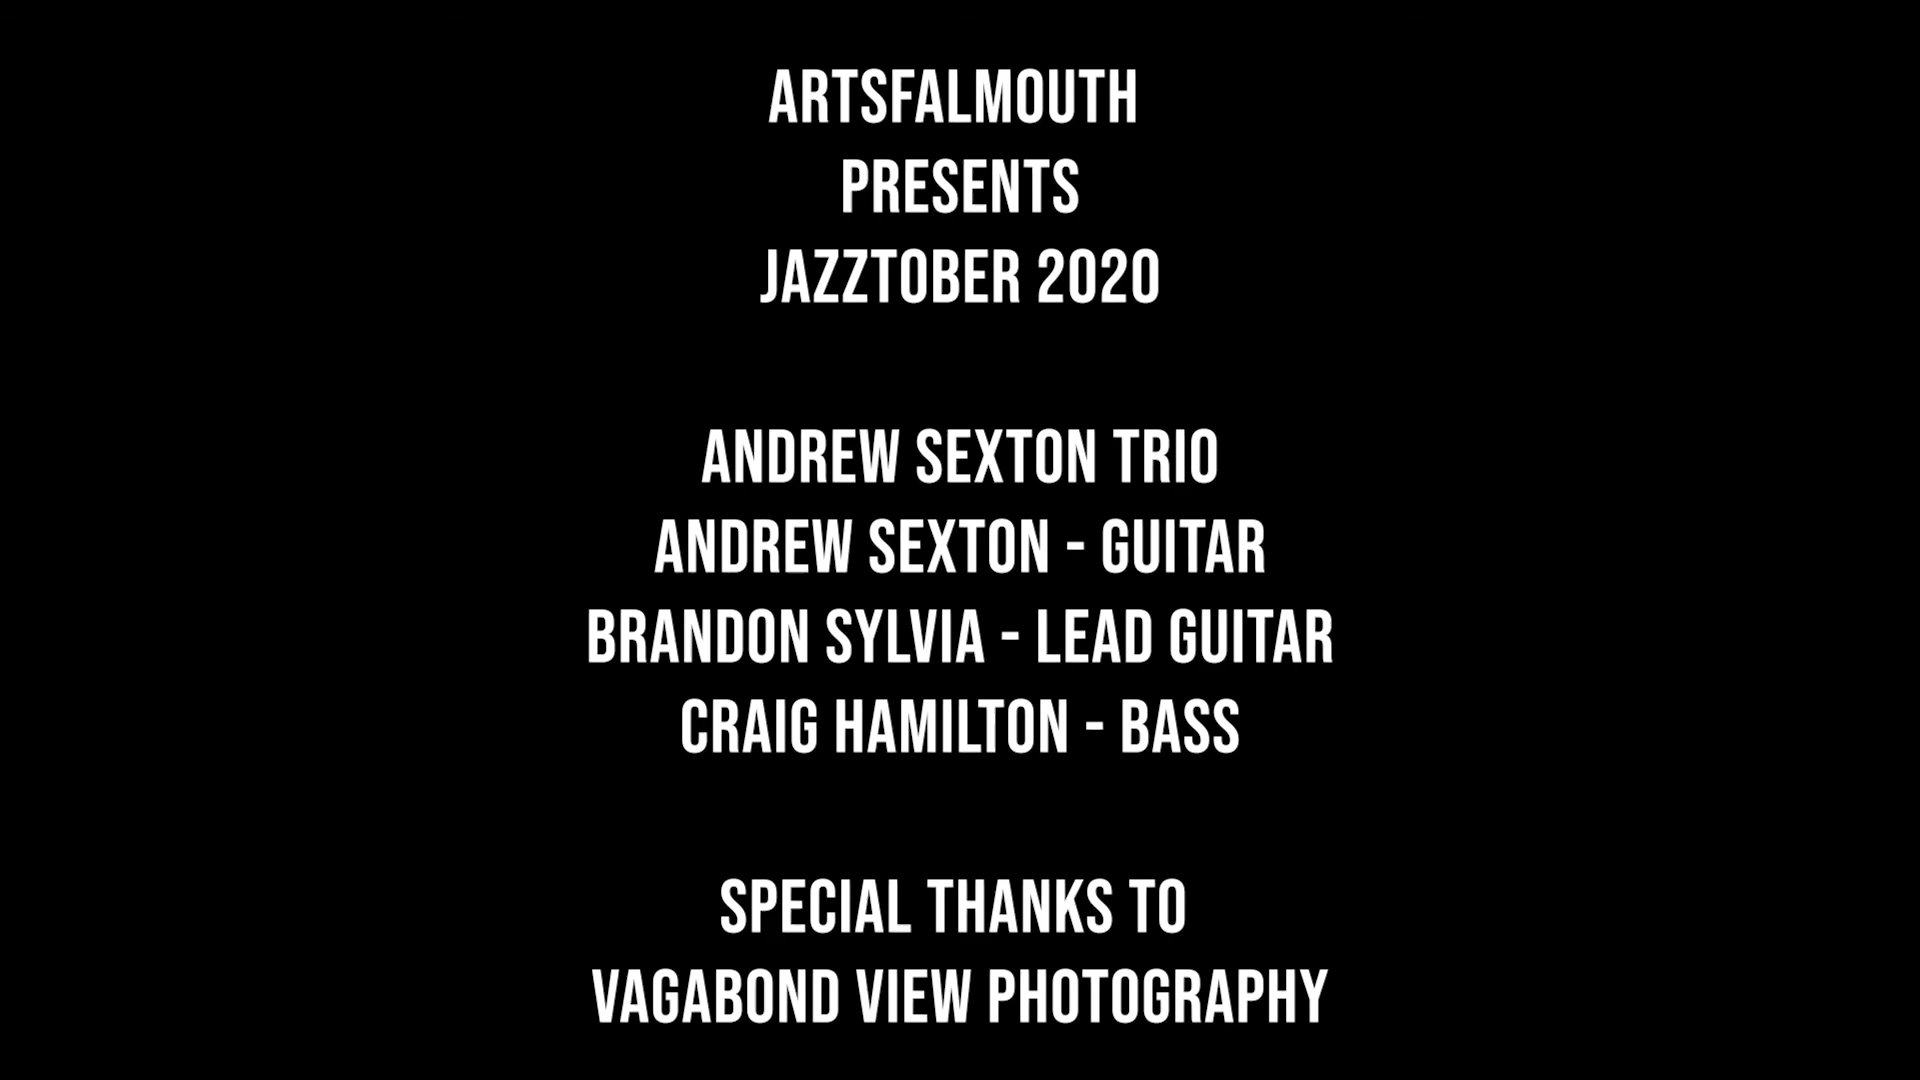 ARTSFALMOUTH
PRESENTS
JAZZTOBER 2020
ANDREW SEXTON TRIO
ANDREW SEXTON - GUITAR
BRANDON SYLVIA - LEAD GUITAR
CRAIG HAMILTON - BASS
SPECIAL THANKS TO
VAGABOND VIEW PHOTOGRAPHY